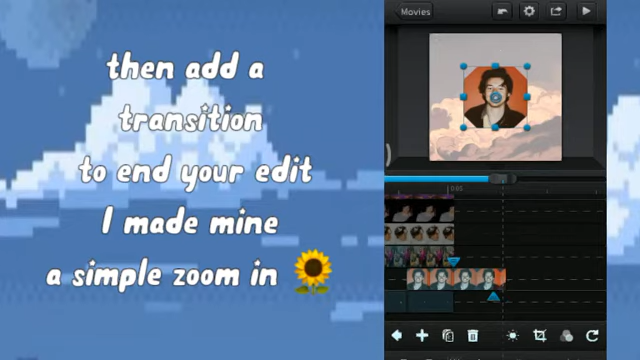 then add a
transition
to end your edit
I made mine
a simple zoom in 🌻
Movies